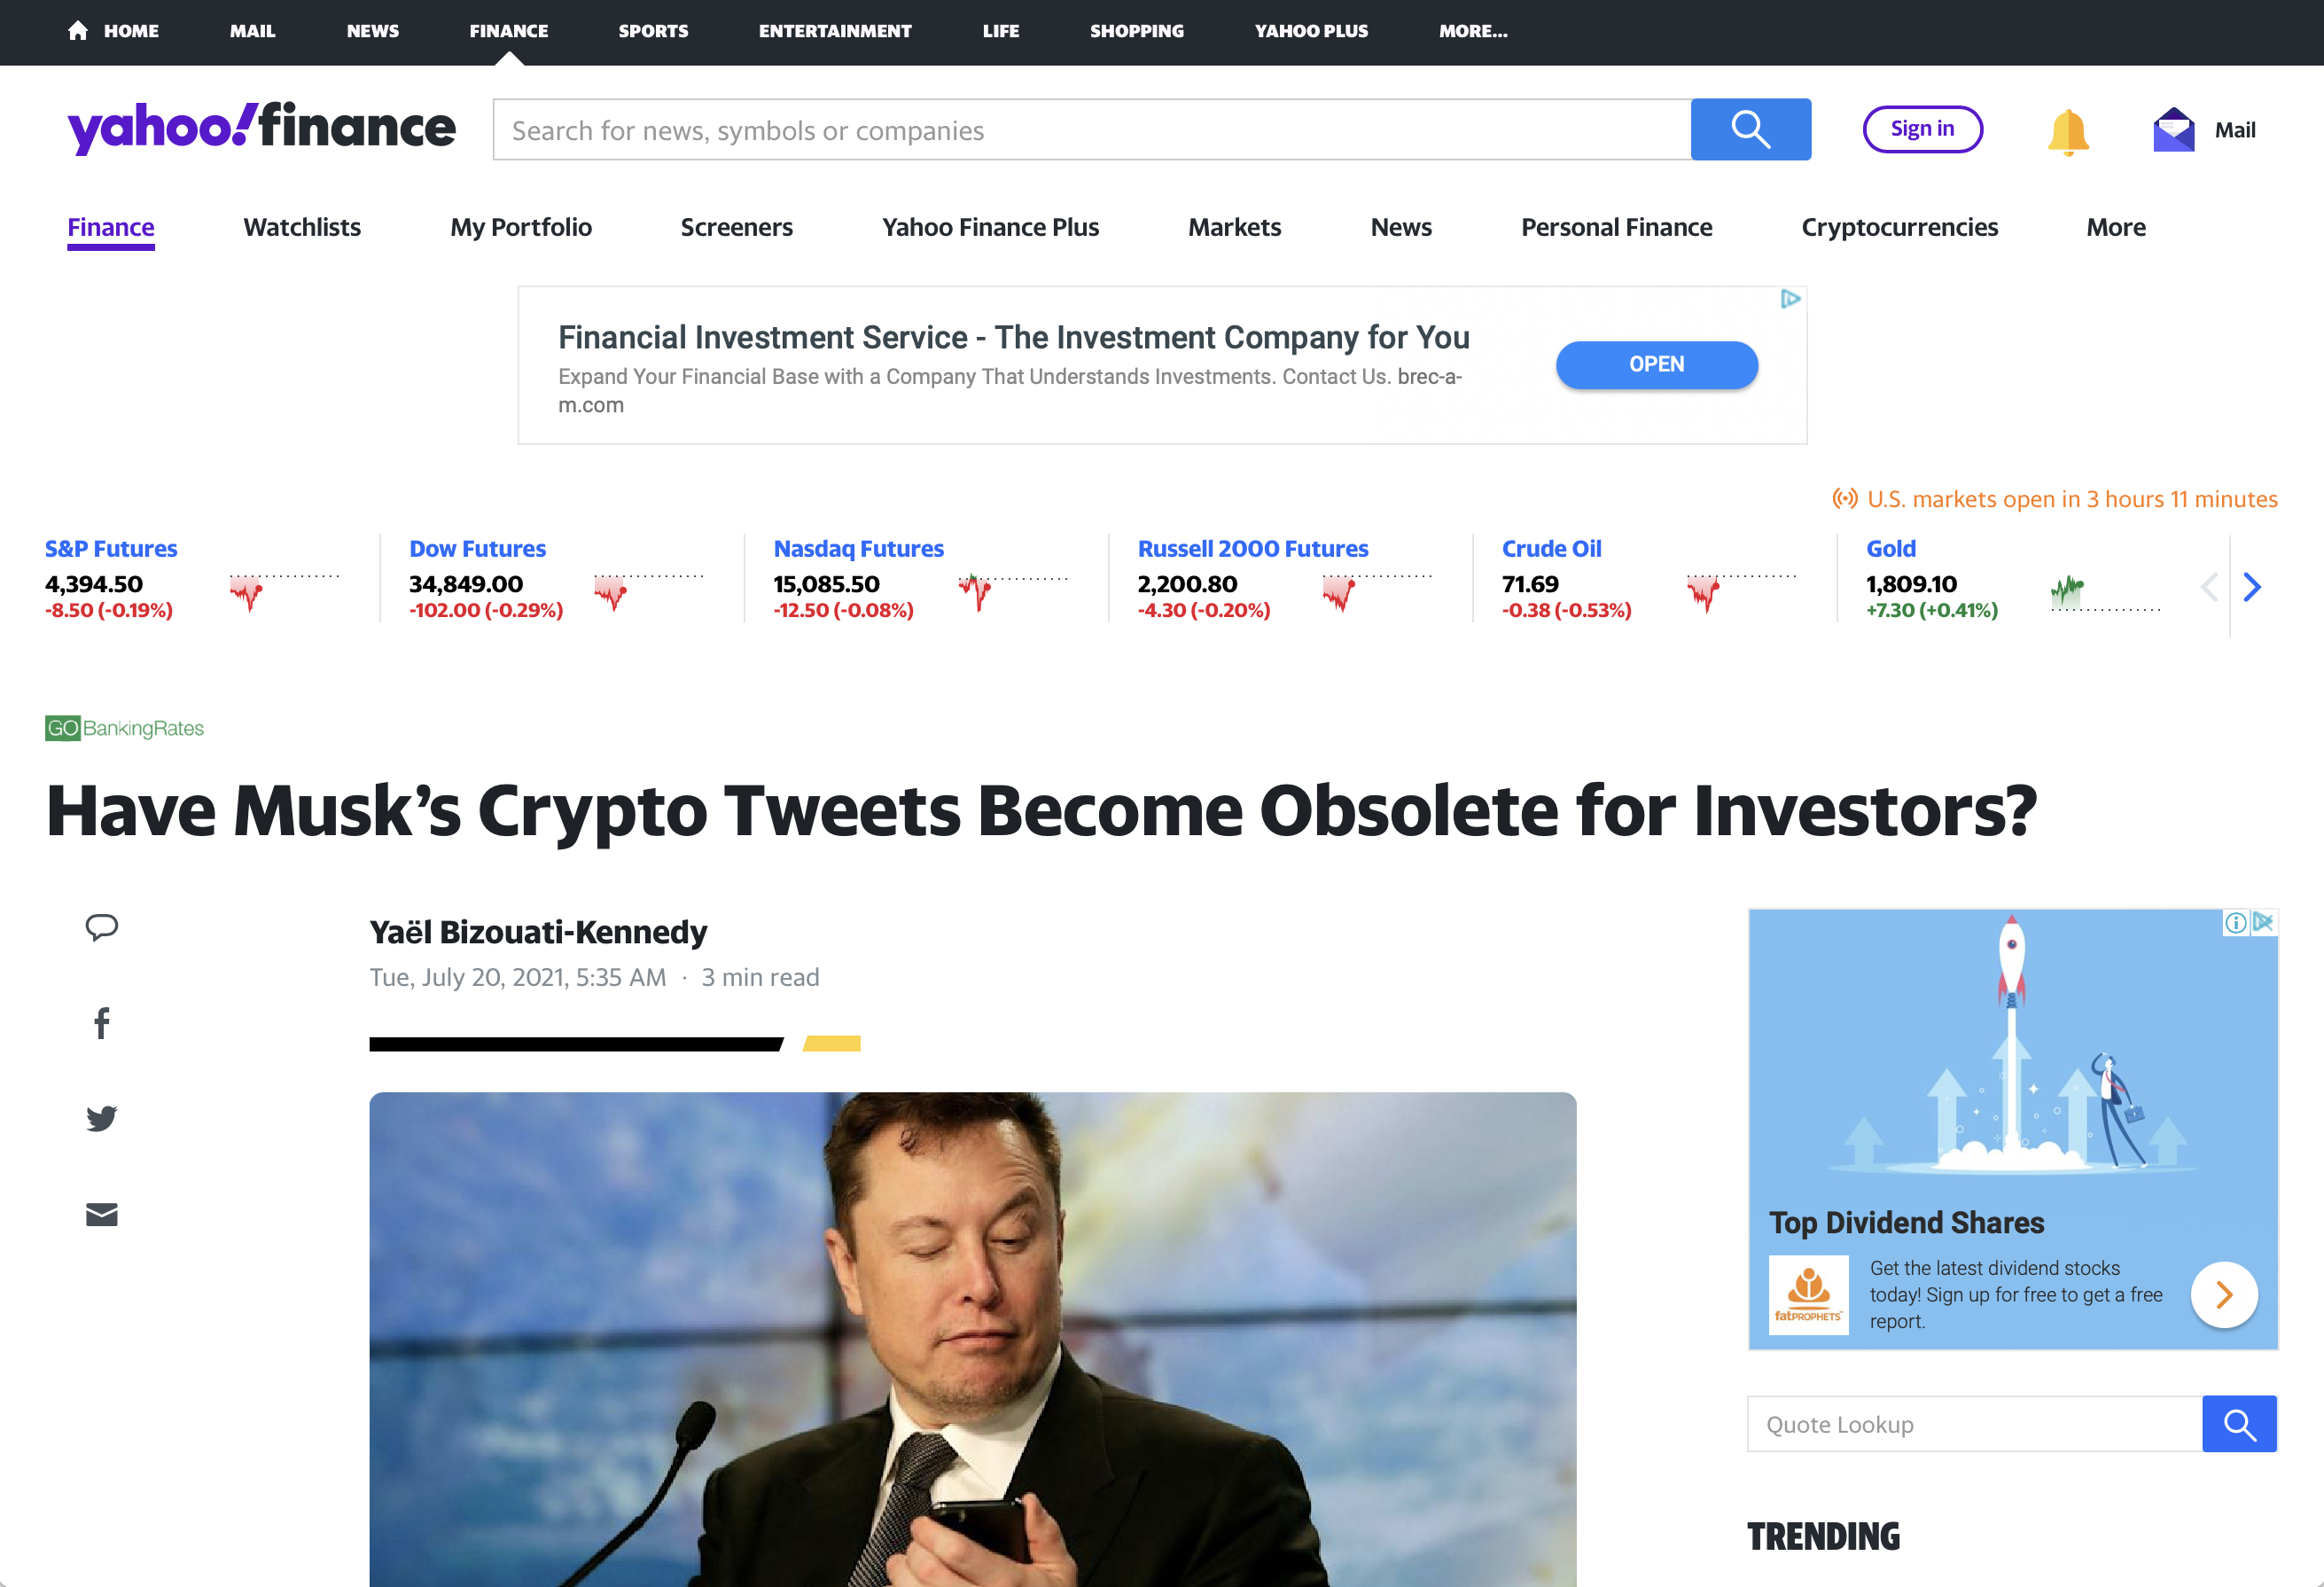 HOME MAIL NEWS FINANCE SPORTS ENTERTAINMENT LIFE SHOPPING YAHOO PLUS MORE...
yahoo!finance
Search for news, symbols or companies
Sign in
Mail
Finance Watchlists My Portfolio Screeners Yahoo Finance Plus Markets News Personal Finance Cryptocurrencies More
Financial Investment Service - The Investment Company for You
Expand Your Financial Base with a Company That Understands Investments. Contact Us. brec-a-
m.com
OPEN
U.S. markets open in 3 hours 11 minutes
S&P Futures
4,394.50
-8.50 (-0.19%)
Dow Futures
34,849.00
-102.00 (-0.29%)
Nasdaq Futures
15,085.50
-12.50 (-0.08%)
Russell 2000 Futures
2,200.80
-4.30 (-0.20%)
Crude Oil
71.69
-0.38 (-0.53%)
Gold
1,809.10
+7.30 (+0.41%)
GOBankingRates
Have Musk’s Crypto Tweets Become Obsolete for Investors?
Yaël Bizouati-Kennedy
Tue, July 20, 2021, 5:35 AM · 3 min read
Top Dividend Shares
fatPROPHETS
Get the latest dividend stocks
today! Sign up for free to get a free
report.
Quote Lookup
TRENDING